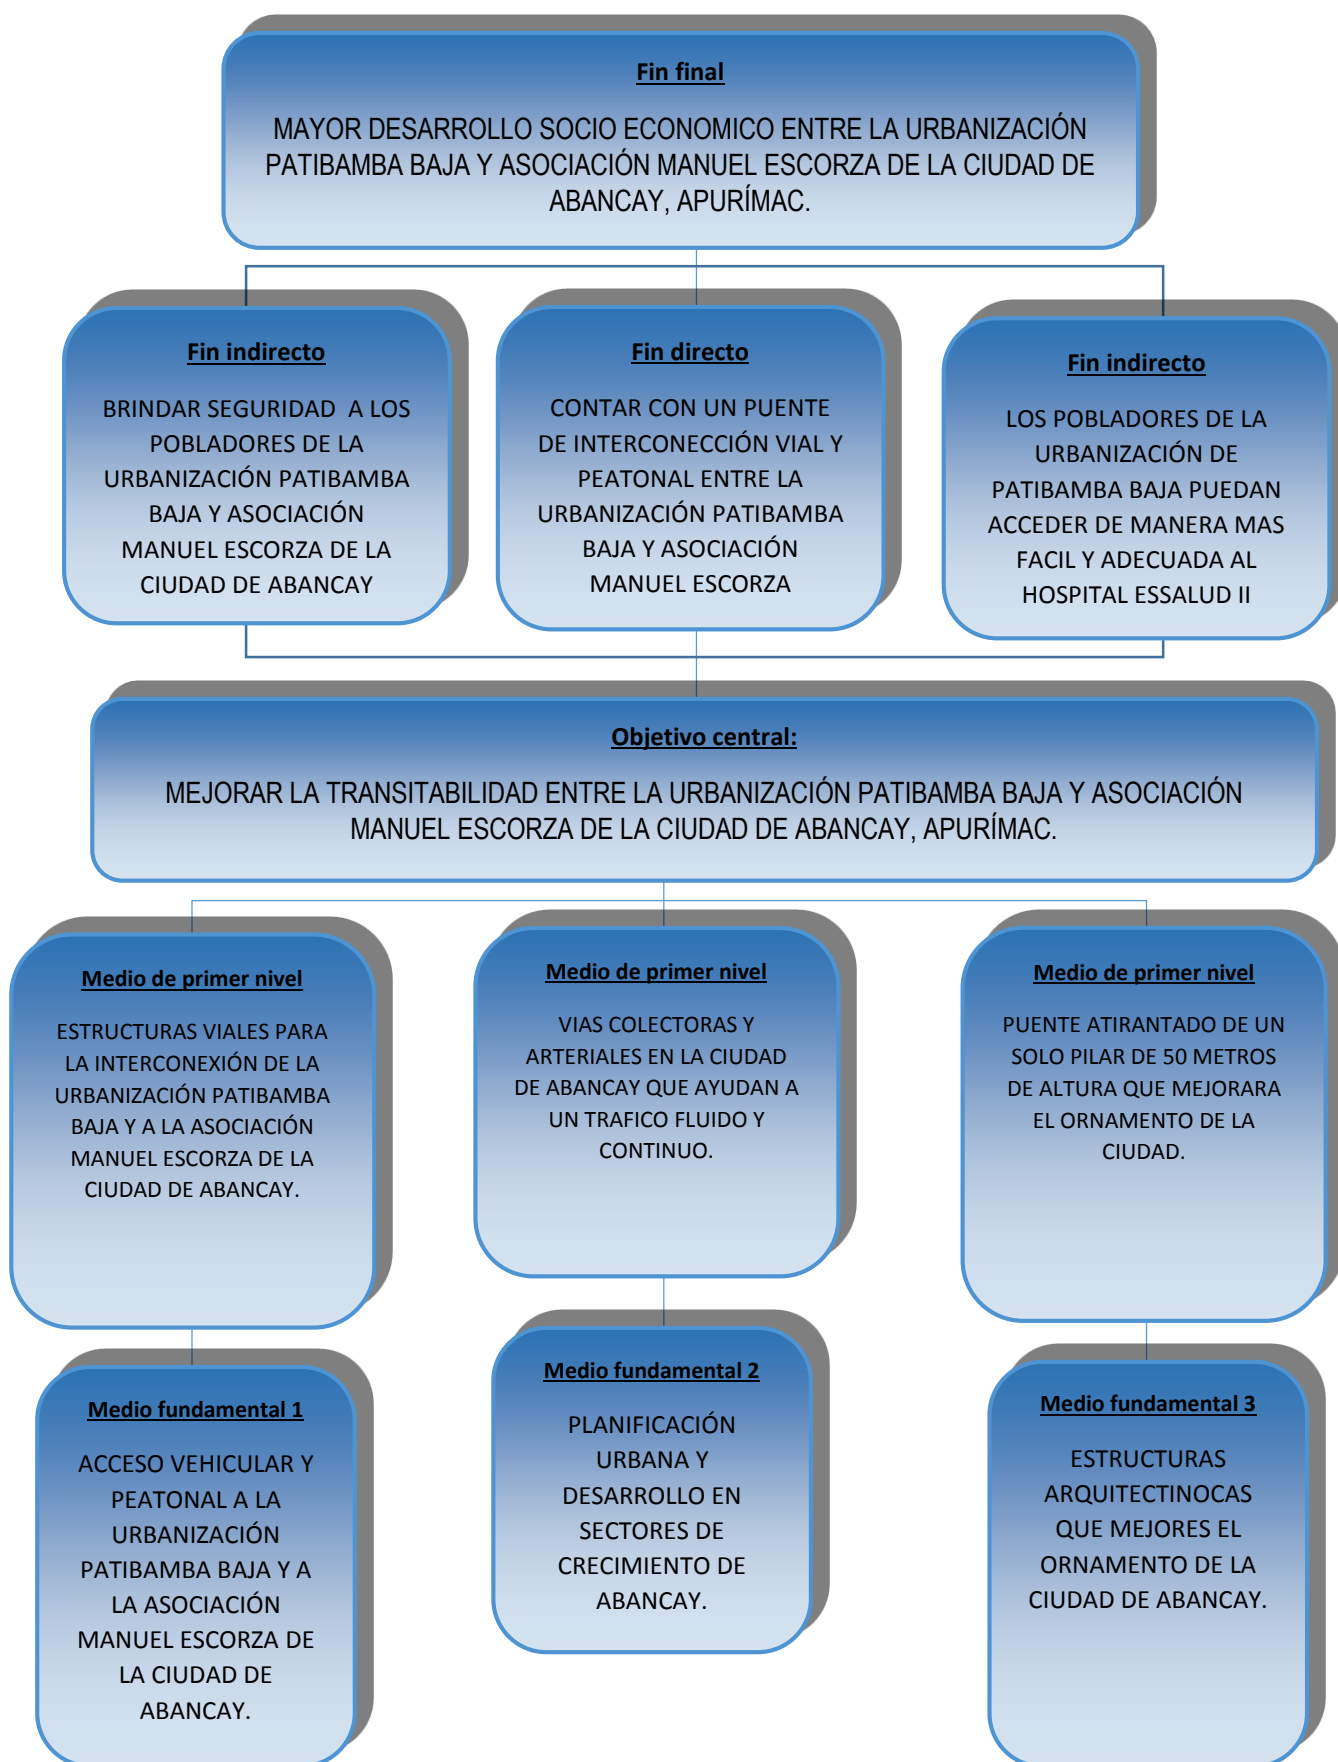 Fin final
MAYOR DESARROLLO SOCIO ECONOMICO ENTRE LA URBANIZACIÓN
PATIBAMBA BAJA Y ASOCIACIÓN MANUEL ESCORZA DE LA CIUDAD DE
ABANCAY, APURÍMAC.
Fin indirecto
BRINDAR SEGURIDAD A LOS
POBLADORES DE LA
URBANIZACIÓN PATIBAMBA
BAJA Y ASOCIACIÓN
MANUEL ESCORZA DE LA
CIUDAD DE ABANCAY
Fin directo
CONTAR CON UN PUENTE
DE INTERCONECCIÓN VIAL Y
PEATONAL ENTRE LA
URBANIZACIÓN PATIBAMBA
BAJA Y ASOCIACIÓN
MANUEL ESCORZA
Fin indirecto
LOS POBLADORES DE LA
URBANIZACIÓN DE
PATIBAMBA BAJA PUEDAN
ACCEDER DE MANERA MAS
FACIL Y ADECUADA AL
HOSPITAL ESSALUD II
Objetivo central:
MEJORAR LA TRANSITABILIDAD ENTRE LA URBANIZACIÓN PATIBAMBA BAJA Y ASOCIACIÓN
MANUEL ESCORZA DE LA CIUDAD DE ABANCAY, APURÍMAC.
Medio de primer nivel
ESTRUCTURAS VIALES PARA
LA INTERCONEXIÓN DE LA
URBANIZACIÓN PATIBAMBA
BAJA Y A LA ASOCIACIÓN
MANUEL ESCORZA DE LA
CIUDAD DE ABANCAY.
Medio de primer nivel
VIAS COLECTORAS Y
ARTERIALES EN LA CIUDAD
DE ABANCAY QUE AYUDAN A
UN TRAFICO FLUIDO Y
CONTINUO.
Medio de primer nivel
PUENTE ATIRANTADO DE UN
SOLO PILAR DE 50 METROS
DE ALTURA QUE MEJORARA
EL ORNAMENTO DE LA
CIUDAD.
Medio fundamental 1
ACCESO VEHICULAR Y
PEATONAL A LA
URBANIZACIÓN
PATIBAMBA BAJA Y A
LA ASOCIACIÓN
MANUEL ESCORZA DE
LA CIUDAD DE
ABANCAY.
Medio fundamental 2
PLANIFICACIÓN
URBANA Y
DESARROLLO EN
SECTORES DE
CRECIMIENTO DE
ABANCAY.
Medio fundamental 3
ESTRUCTURAS
ARQUITECTINOCAS
QUE MEJORES EL
ORNAMENTO DE LA
CIUDAD DE ABANCAY.